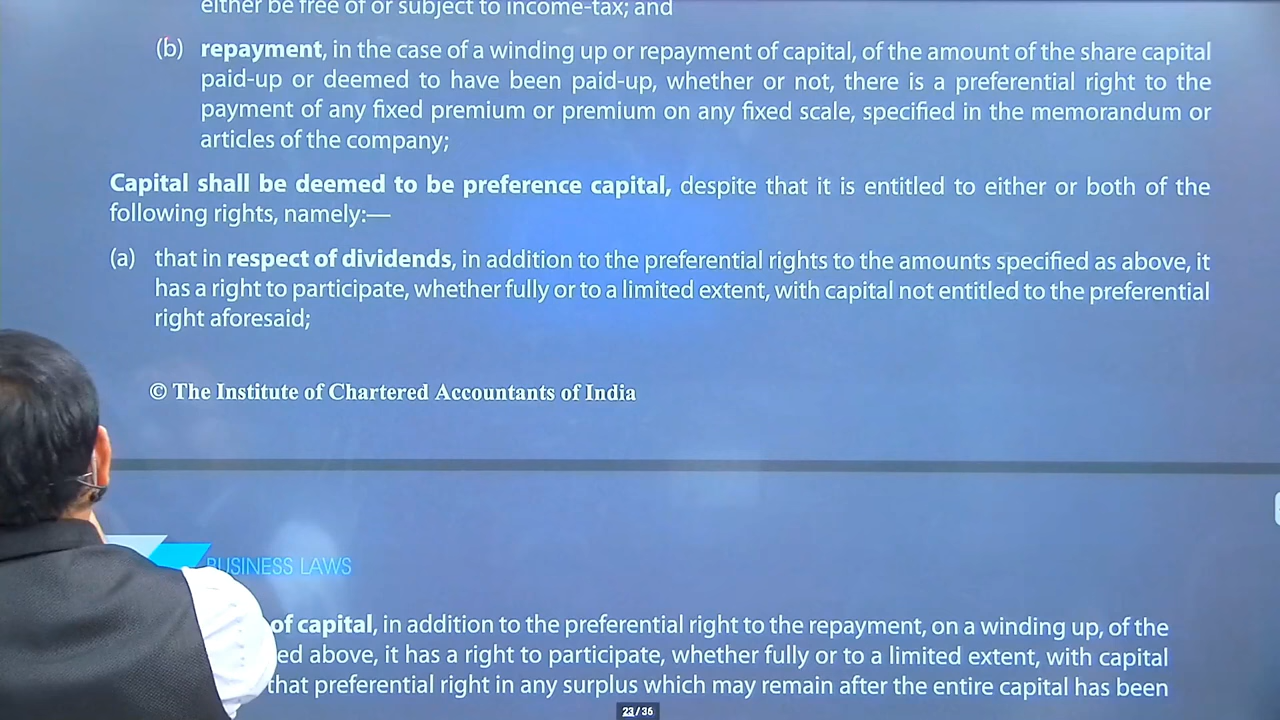 either be free of or subject to income-tax; and
(b) repayment, in the case of a winding up or repayment of capital, of the amount of the share capital
paid-up or deemed to have been paid-up, whether or not, there is a preferential right to the
payment of any fixed premium or premium on any fixed scale, specified in the memorandum or
articles of the company;
Capital shall be deemed to be preference capital, despite that it is entitled to either or both of the
following rights, namely:—
(a) that in respect of dividends, in addition to the preferential rights to the amounts specified as above, it
has a right to participate, whether fully or to a limited extent, with capital not entitled to the preferential
right aforesaid;
© The Institute of Chartered Accountants of India
BUSINESS LAWS
of capital, in addition to the preferential right to the repayment, on a winding up, of the
above, it has a right to participate, whether fully or to a limited extent, with capital
that preferential right in any surplus which may remain after the entire capital has been
23 / 36